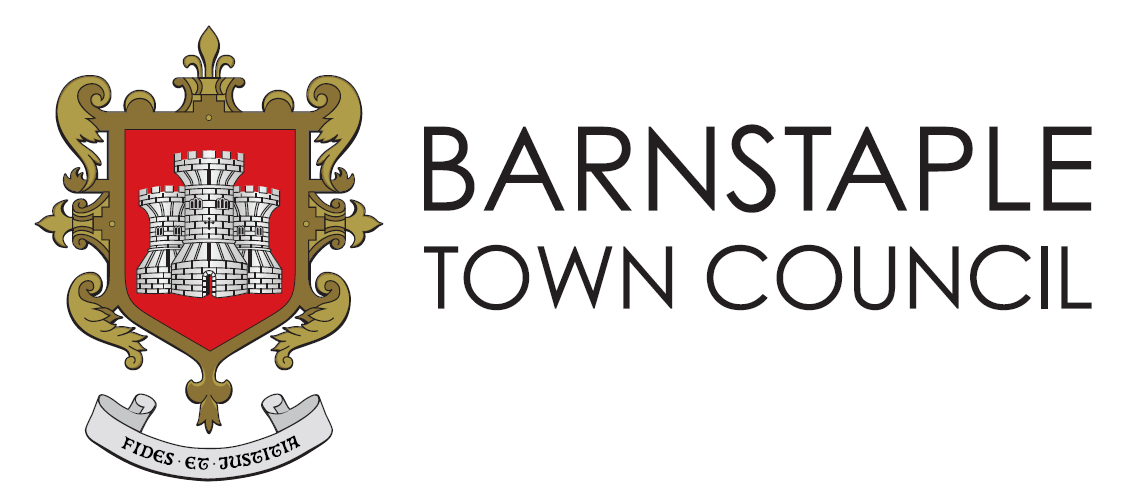 BARNSTAPLE
TOWN COUNCIL
FIDES · ET · JUSTITIA